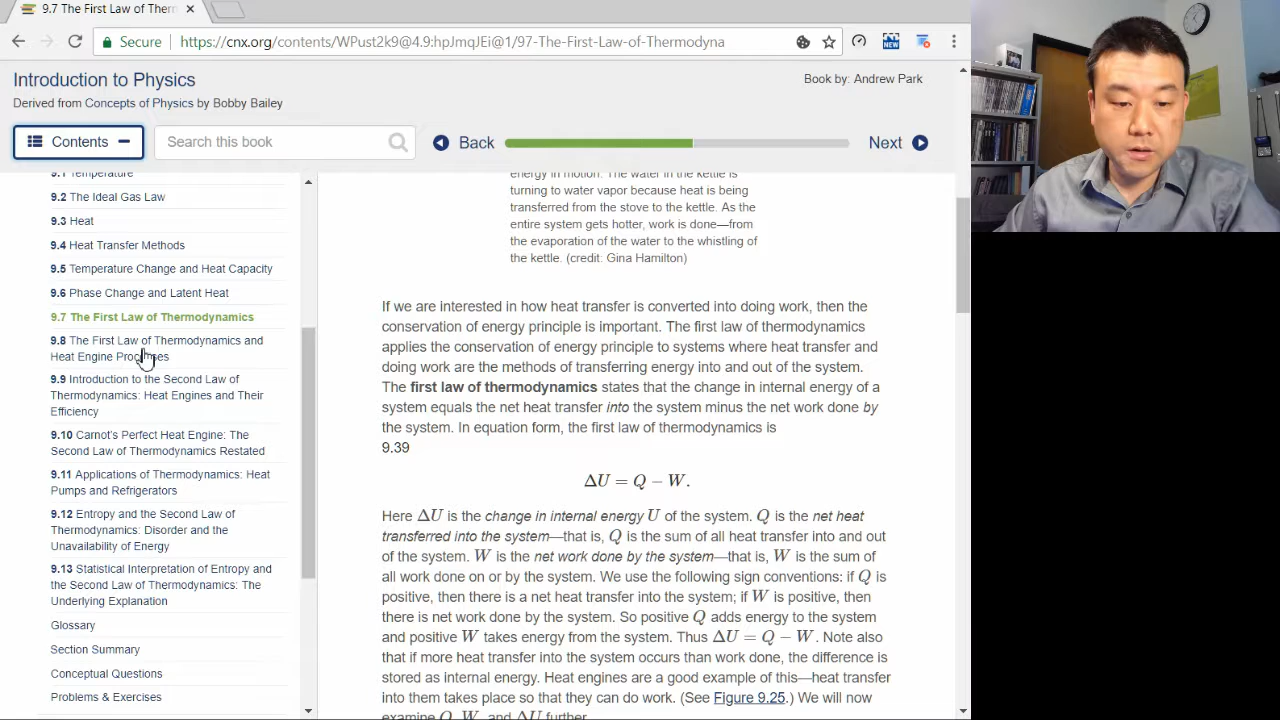 9.7 The First Law of Therm
Secure
https://cnx.org/contents/WPust2k9@4.9:hpJmqJEi@1/97-The-First-Law-of-Thermodyna
NEW
Introduction to Physics
Book by: Andrew Park
Derived from Concepts of Physics by Bobby Bailey
Contents
Search this book
Back
Next
9.1 Temperature
9.2 The Ideal Gas Law
9.3 Heat
9.4 Heat Transfer Methods
9.5 Temperature Change and Heat Capacity
9.6 Phase Change and Latent Heat
9.7 The First Law of Thermodynamics
9.8 The First Law of Thermodynamics and
Heat Engine Processes
9.9 Introduction to the Second Law of
Thermodynamics: Heat Engines and Their
Efficiency
9.10 Carnot's Perfect Heat Engine: The
Second Law of Thermodynamics Restated
9.11 Applications of Thermodynamics: Heat
Pumps and Refrigerators
9.12 Entropy and the Second Law of
Thermodynamics: Disorder and the
Unavailability of Energy
9.13 Statistical Interpretation of Entropy and
the Second Law of Thermodynamics: The
Underlying Explanation
Glossary
Section Summary
Conceptual Questions
Problems & Exercises
energy in motion. The water in the kettle is
turning to water vapor because heat is being
transferred from the stove to the kettle. As the
entire system gets hotter, work is done—from
the evaporation of the water to the whistling of
the kettle. (credit: Gina Hamilton)
If we are interested in how heat transfer is converted into doing work, then the
conservation of energy principle is important. The first law of thermodynamics
applies the conservation of energy principle to systems where heat transfer and
doing work are the methods of transferring energy into and out of the system.
The first law of thermodynamics states that the change in internal energy of a
system equals the net heat transfer into the system minus the net work done by
the system. In equation form, the first law of thermodynamics is
9.39
ΔU = Q − W.
Here ΔU is the change in internal energy U of the system. Q is the net heat
transferred into the system—that is, Q is the sum of all heat transfer into and out
of the system. W is the net work done by the system—that is, W is the sum of
all work done on or by the system. We use the following sign conventions: if Q is
positive, then there is a net heat transfer into the system; if W is positive, then
there is net work done by the system. So positive Q adds energy to the system
and positive W takes energy from the system. Thus ΔU = Q − W. Note also
that if more heat transfer into the system occurs than work done, the difference is
stored as internal energy. Heat engines are a good example of this—heat transfer
into them takes place so that they can do work. (See Figure 9.25.) We will now
examine Q, W, and ΔU further.